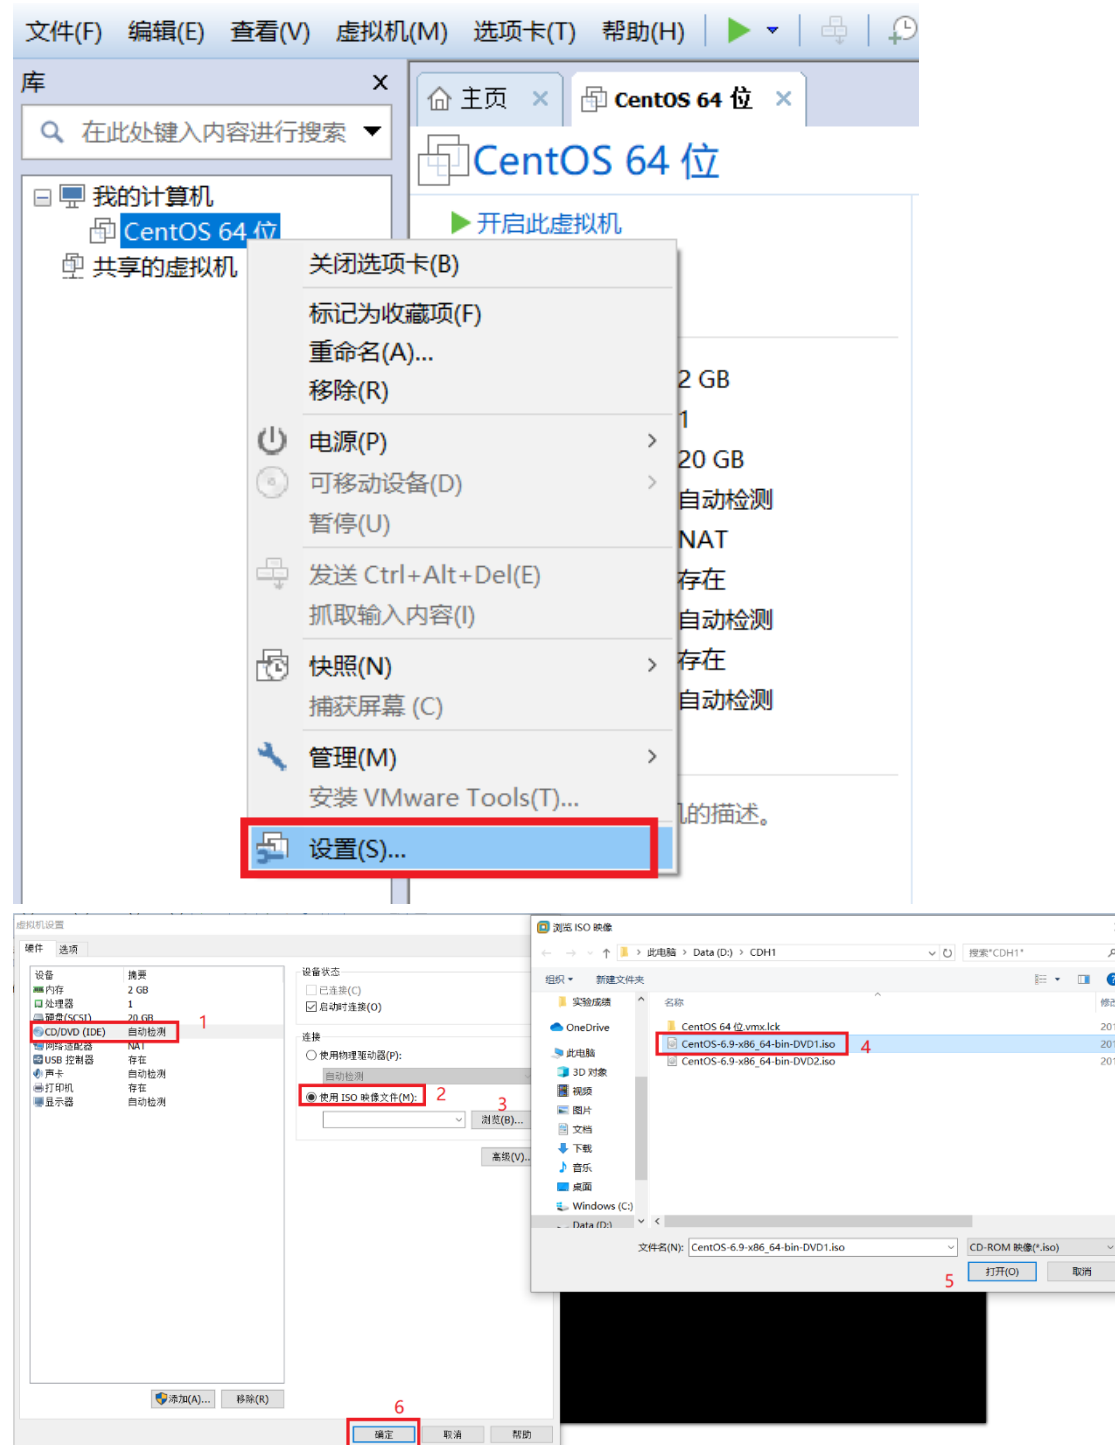 文件(F) 编辑(E) 查看(V) 虚拟机(M) 选项卡(T) 帮助(H)
库 x
主页 × CentOS 64 位 ×
在此处键入内容进行搜索
CentOS 64 位
我的计算机
CentOS 64 位
开启此虚拟机
共享的虚拟机
关闭选项卡(B)
标记为收藏项(F)
重命名(A)...
移除(R)
电源(P)
可移动设备(D)
暂停(U)
发送 Ctrl+Alt+Del(E)
抓取输入内容(I)
快照(N)
捕获屏幕 (C)
管理(M)
安装 VMware Tools(T)...
设置(S)...
2 GB
1
20 GB
自动检测
NAT
存在
自动检测
存在
自动检测
的描述。
虚拟机设置
硬件 选项
设备 摘要
内存 2 GB
处理器 1
硬盘(SCSI) 20 GB
CD/DVD (IDE) 自动检测
网络适配器 NAT
USB 控制器 存在
声卡 自动检测
打印机 存在
显示器 自动检测
1
添加(A)... 移除(R)
设备状态
已连接(C)
启动时连接(O)
连接
使用物理驱动器(P):
自动检测
使用 ISO 映像文件(M):
2
3
浏览(B)...
高级(V)...
6
确定 取消 帮助
浏览 ISO 映像
此电脑 > Data (D:) > CDH1
搜索"CDH1"
组织 新建文件夹
实验成绩
OneDrive
此电脑
3D 对象
视频
图片
文档
下载
音乐
桌面
Windows (C:)
Data (D:)
名称 修改
CentOS 64 位.vmx.lck 201
CentOS-6.9-x86_64-bin-DVD1.iso 201
CentOS-6.9-x86_64-bin-DVD2.iso 201
4
文件名(N): CentOS-6.9-x86_64-bin-DVD1.iso CD-ROM 映像(*.iso)
5
打开(O) 取消